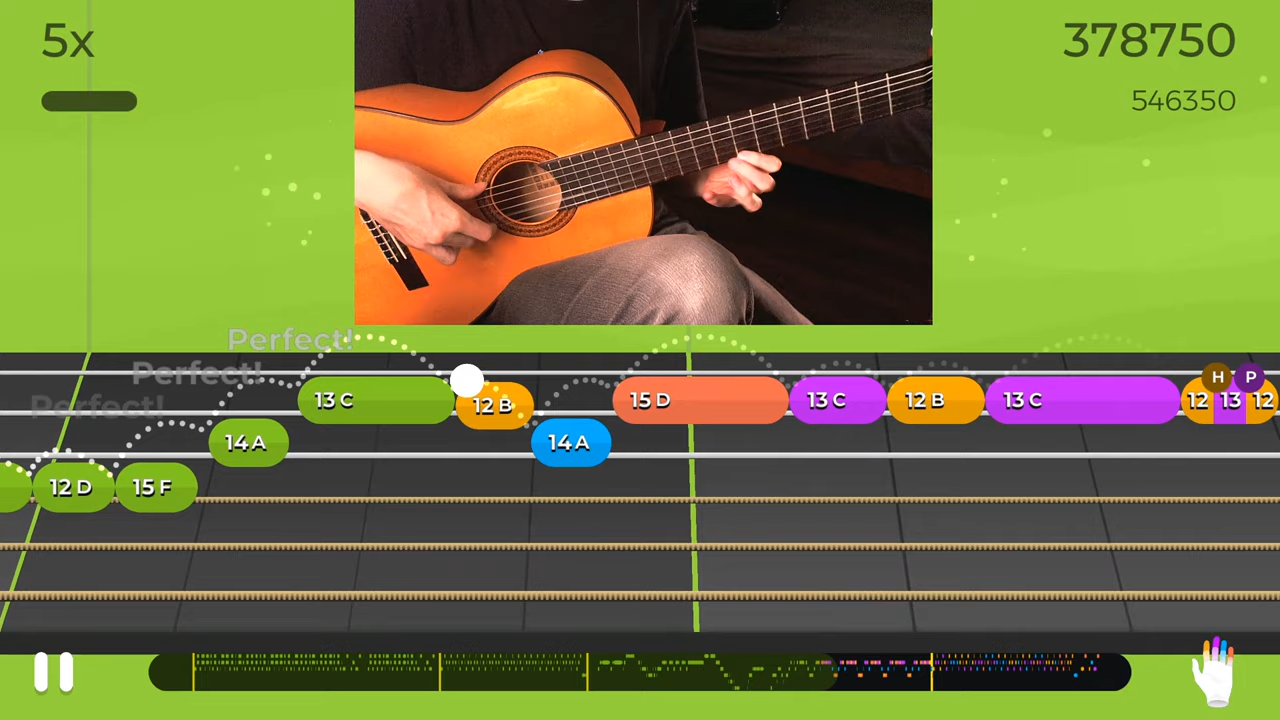 5x
378750
546350
Perfect!
Perfect!
Perfect!
13 C
12 B
15 D
13 C
12 B
13 C
H
P
12
13
12
14 A
14 A
12 D
15 F